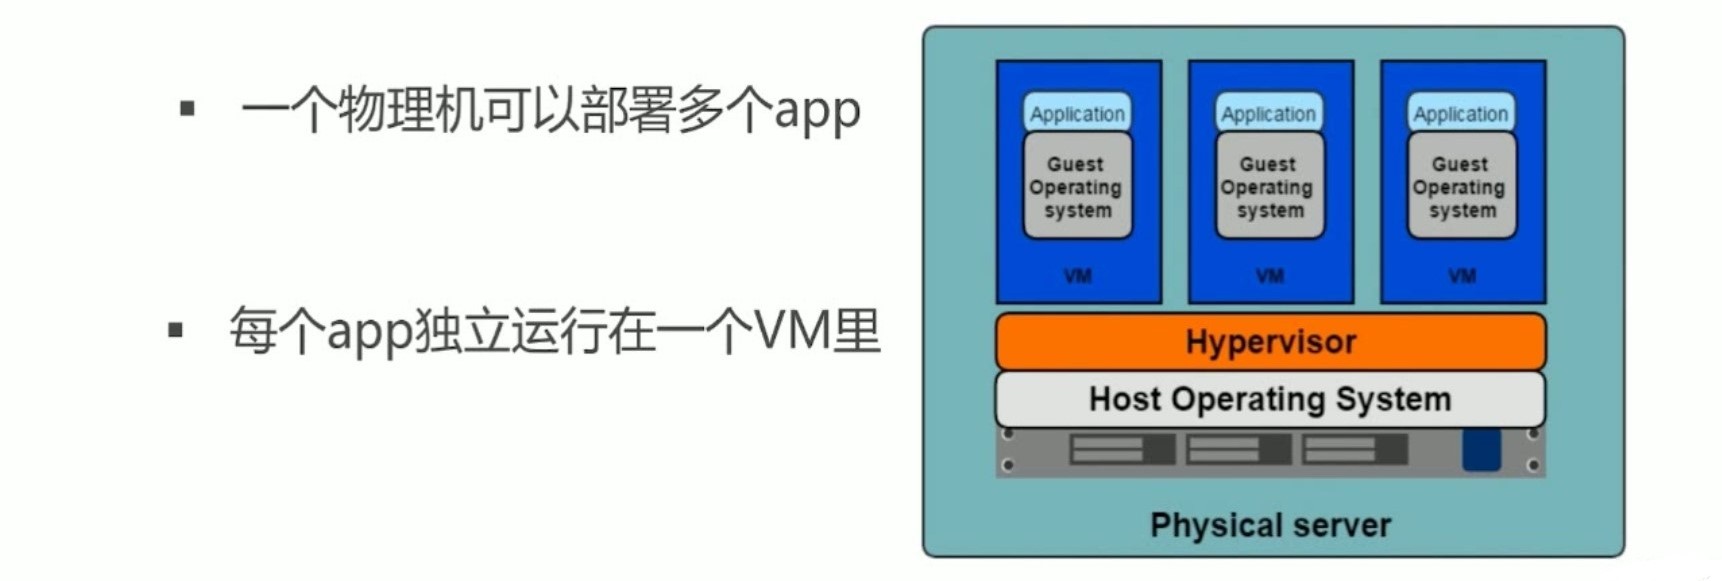 一个物理机可以部署多个app
每个app独立运行在一个VM里
Application
Guest
Operating
system
VM
Application
Guest
Operating
system
VM
Application
Guest
Operating
system
VM
Hypervisor
Host Operating System
Physical server